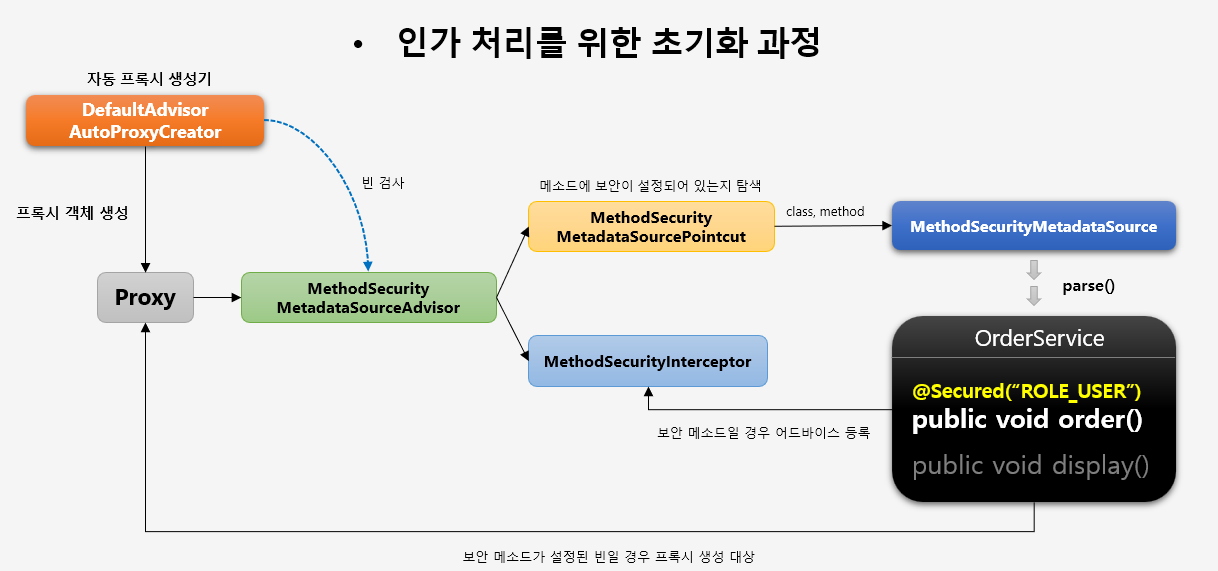 • 인가 처리를 위한 초기화 과정
자동 프록시 생성기
DefaultAdvisor
AutoProxyCreator
빈 검사
프록시 객체 생성
메소드에 보안이 설정되어 있는지 탐색
MethodSecurity
MetadataSourcePointcut
class, method
MethodSecurityMetadataSource
parse()
Proxy
MethodSecurity
MetadataSourceAdvisor
MethodSecurityInterceptor
OrderService
@Secured(“ROLE_USER”)
public void order()
public void display()
보안 메소드일 경우 어드바이스 등록
보안 메소드가 설정된 빈일 경우 프록시 생성 대상